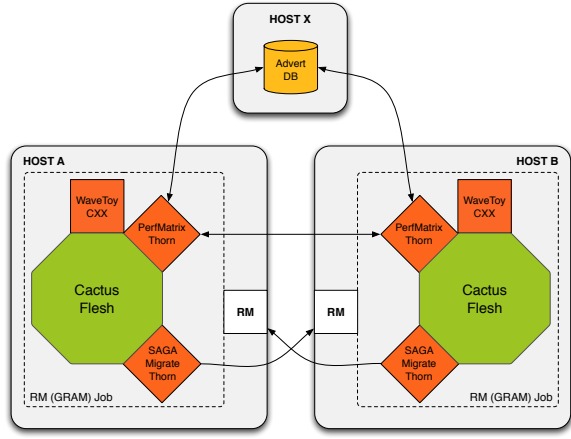 HOST X
Advert
DB
HOST A
WaveToy
CXX
PerfMatrix
Thorn
Cactus
Flesh
RM
SAGA
Migrate
Thorn
RM (GRAM) Job
HOST B
WaveToy
CXX
PerfMatrix
Thorn
Cactus
Flesh
RM
SAGA
Migrate
Thorn
RM (GRAM) Job